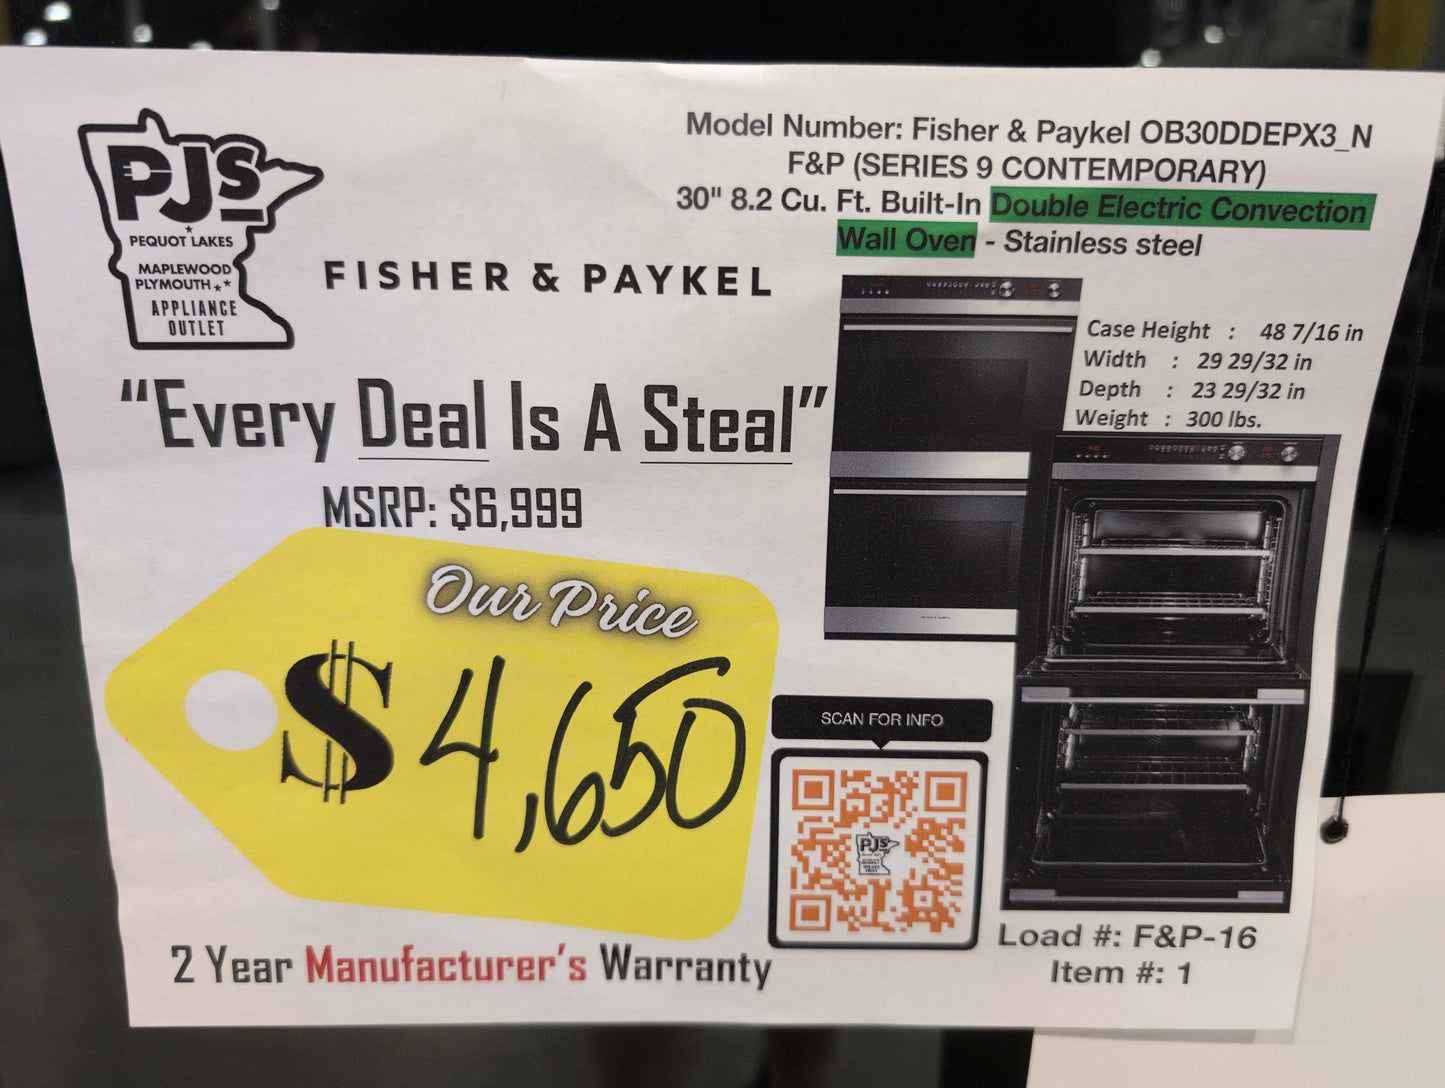 PJS
PEQUOT LAKES
MAPLEWOOD
PLYMOUTH
APPLIANCE
OUTLET
FISHER & PAYKEL
Model Number: Fisher & Paykel OB30DDEPX3_N
F&P (SERIES 9 CONTEMPORARY)
30" 8.2 Cu. Ft. Built-In Double Electric Convection
Wall Oven - Stainless steel
Case Height : 48 7/16 in
Width : 29 29/32 in
Depth : 23 29/32 in
Weight : 300 lbs.
“Every Deal Is A Steal”
MSRP: $6,999
Our Price
$4,650
2 Year Manufacturer’s Warranty
SCAN FOR INFO
PJS
Load #: F&P-16
Item #: 1